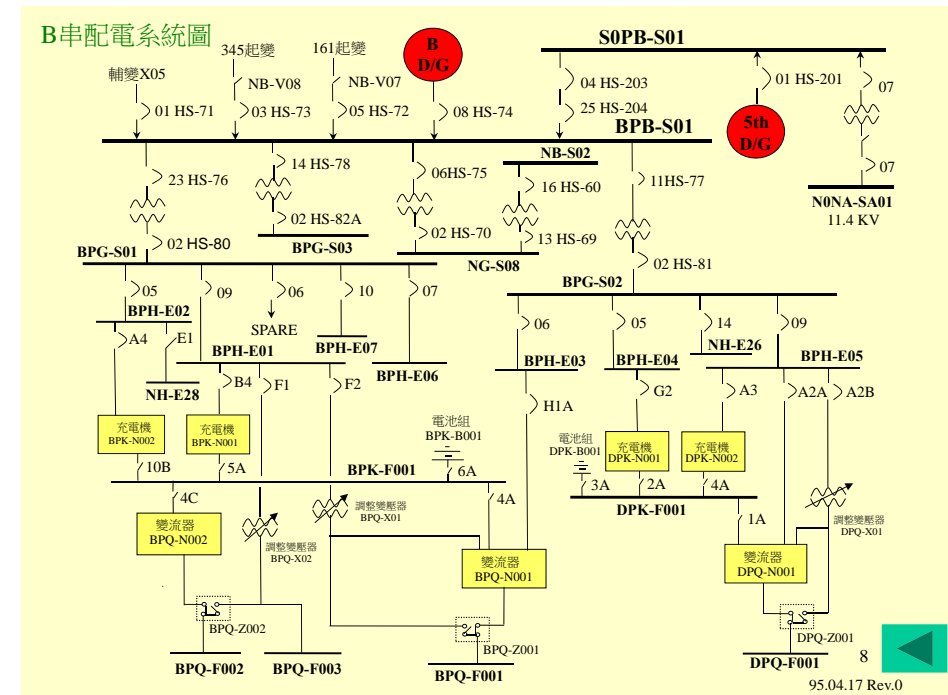 B串配電系統圖
345起變
161起變
B
D/G
S0PB-S01
輔變X05
NB-V08
NB-V07
04 HS-203
01 HS-201
07
01 HS-71
03 HS-73
05 HS-72
08 HS-74
25 HS-204
5th
D/G
BPB-S01
NB-S02
14 HS-78
06HS-75
07
23 HS-76
16 HS-60
11HS-77
N0NA-SA01
11.4 KV
02 HS-82A
02 HS-80
02 HS-70
13 HS-69
BPG-S01
BPG-S03
NG-S08
02 HS-81
BPG-S02
05
09
06
10
07
BPH-E02
SPARE
06
05
14
09
A4
E1
BPH-E01
BPH-E07
NH-E26
BPH-E03
BPH-E04
BPH-E05
BPH-E06
B4
F1
F2
NH-E28
G2
A3
A2A
A2B
H1A
充電機
BPK-N002
充電機
BPK-N001
電池組
BPK-B001
電池組
DPK-B001
充電機
DPK-N001
充電機
DPK-N002
10B
5A
BPK-F001
6A
3A
2A
4A
4C
4A
DPK-F001
調整變壓器
BPQ-X01
1A
調整變壓器
DPQ-X01
變流器
BPQ-N002
調整變壓器
BPQ-X02
變流器
BPQ-N001
變流器
DPQ-N001
BPQ-Z002
BPQ-Z001
DPQ-Z001
BPQ-F002
BPQ-F003
BPQ-F001
DPQ-F001
8
95.04.17 Rev.0